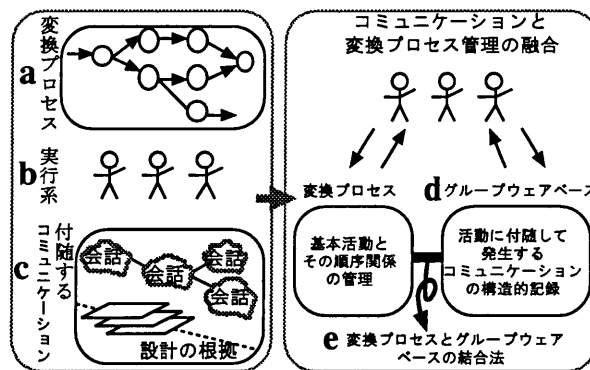 a 変換プロセス
b 実行系
c 付随する
コミュニケーション
会話
会話
会話
会話
設計の根拠
コミュニケーションと
変換プロセス管理の融合
変換プロセス
d グループウェアベース
基本活動と
その順序関係
の管理
活動に付随して
発生する
コミュニケーション
の構造的記録
e 変換プロセスとグループウェア
ベースの結合法